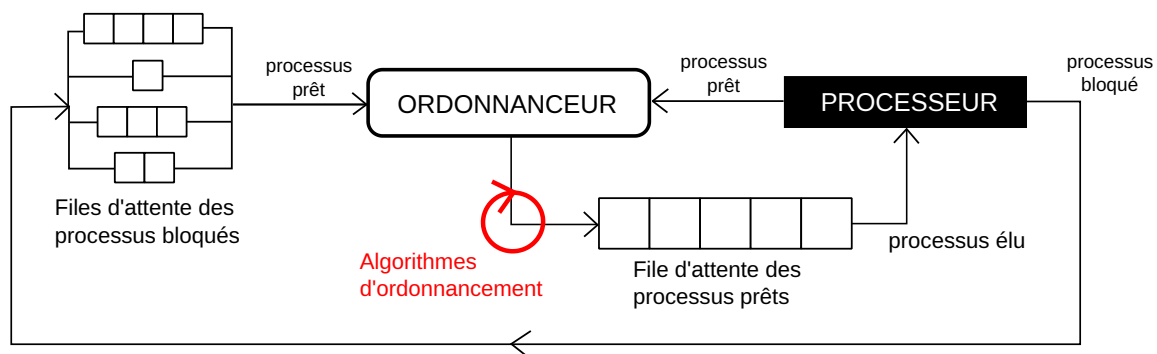 processus
prêt
ORDONNANCEUR
processus
prêt
PROCESSEUR
processus
bloqué
Files d'attente des
processus bloqués
Algorithmes
d'ordonnancement
File d'attente des
processus prêts
processus élu